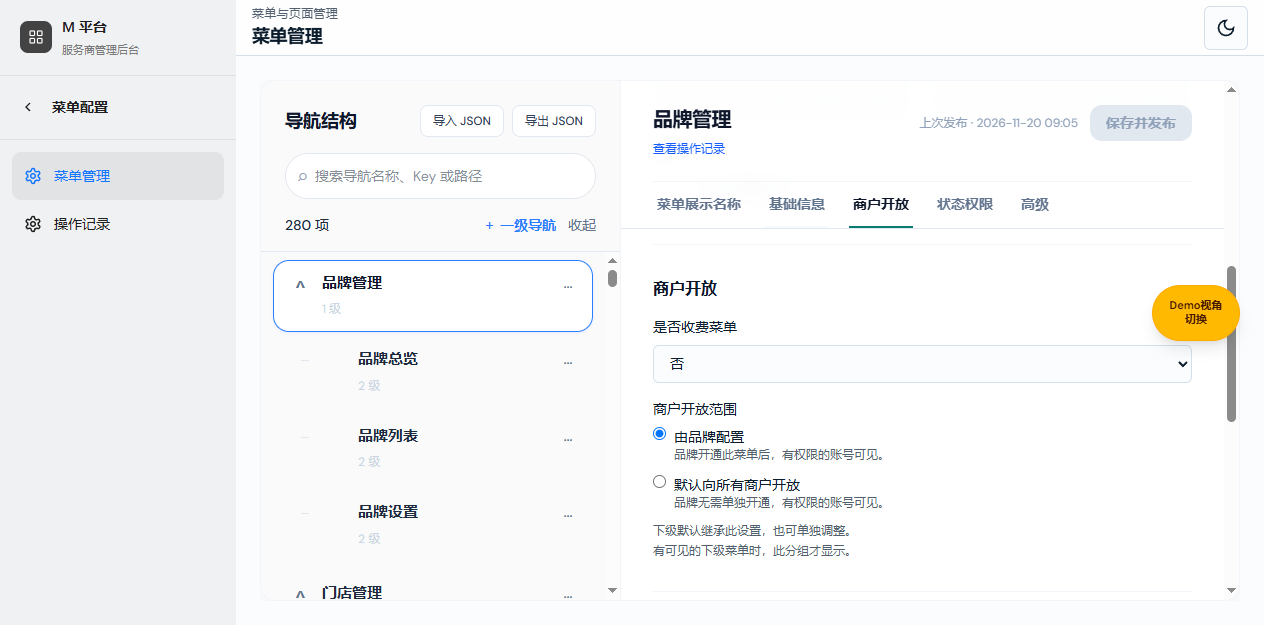 M 平台
服务商管理后台
菜单配置
菜单管理
操作记录
菜单与页面管理
菜单管理
导航结构
导入 JSON
导出 JSON
搜索导航名称、Key 或路径
280 项
+ 一级导航
收起
品牌管理
...
1 级
品牌总览
...
2 级
品牌列表
...
2 级
品牌设置
...
2 级
门店管理
...
品牌管理
上次发布 · 2026-11-20 09:05
保存并发布
查看操作记录
菜单展示名称
基础信息
商户开放
状态权限
高级
商户开放
是否收费菜单
否
商户开放范围
由品牌配置
品牌开通此菜单后，有权限的账号可见。
默认向所有商户开放
品牌无需单独开通，有权限的账号可见。
下级默认继承此设置，也可单独调整。
有可见的下级菜单时，此分组才显示。
Demo视角
切换